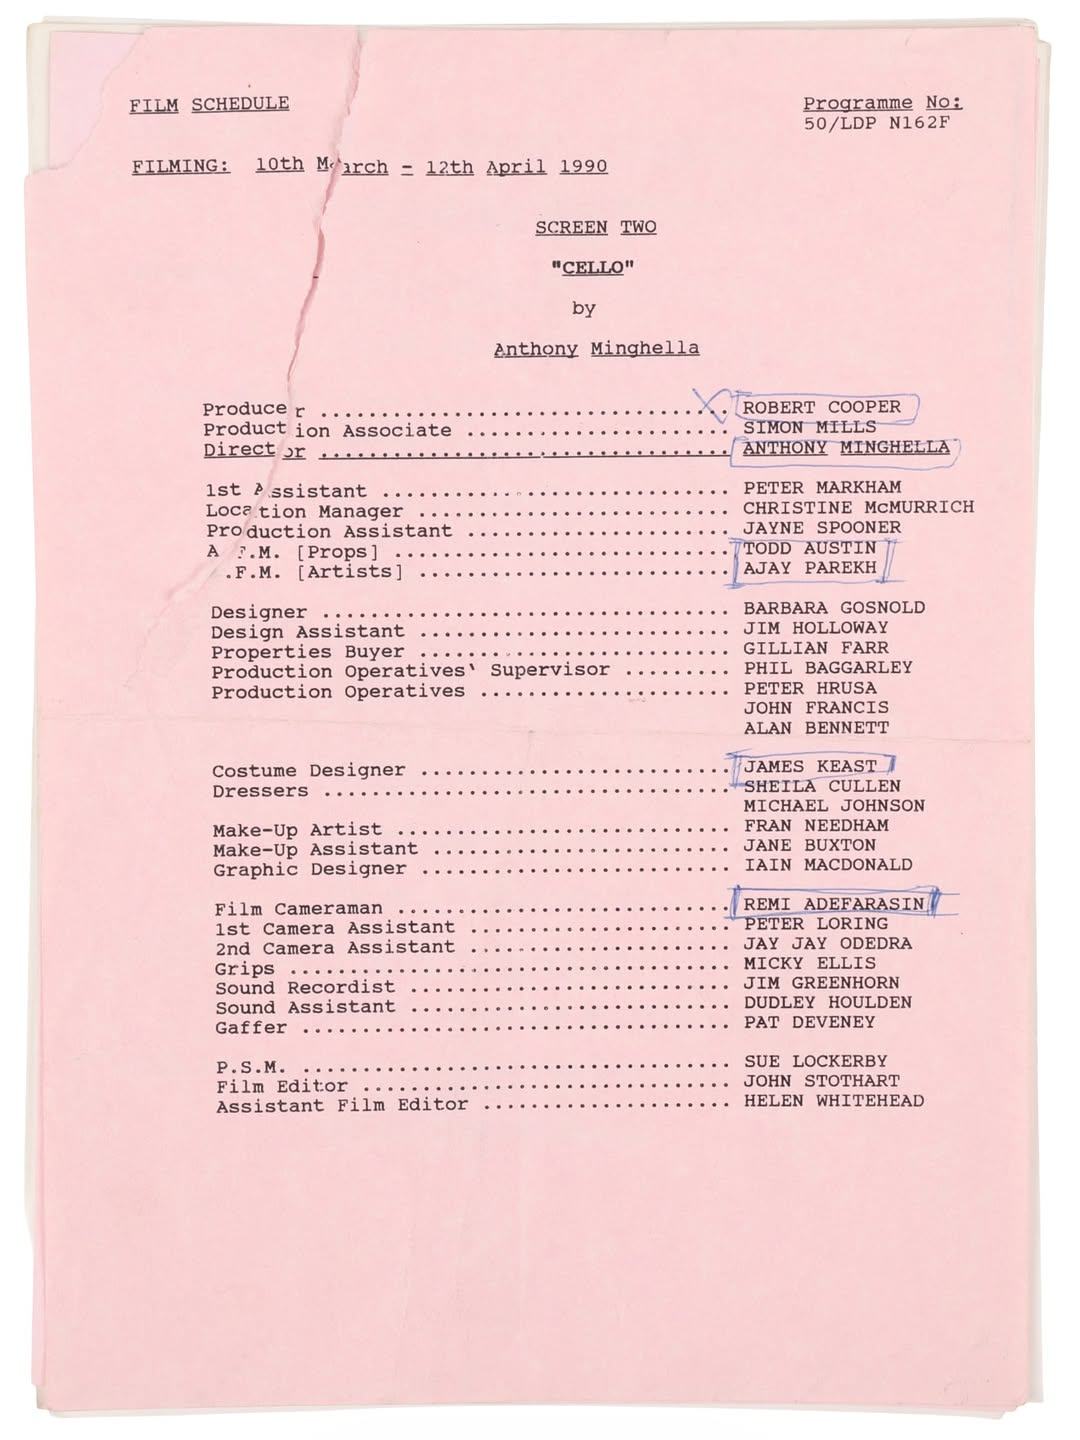 FILM SCHEDULE
Programme No:
50/LDP N162F
FILMING: 10th March - 12th April 1990
SCREEN TWO
"CELLO"
by
Anthony Minghella
Producer ................................. ROBERT COOPER
Production Associate ..................... SIMON MILLS
Director ................................. ANTHONY MINGHELLA
1st Assistant ............................ PETER MARKHAM
Location Manager ......................... CHRISTINE McMURRICH
Production Assistant ..................... JAYNE SPOONER
A.F.M. [Props] ........................... TODD AUSTIN
.F.M. [Artists] ......................... AJAY PAREKH
Designer ................................. BARBARA GOSNOLD
Design Assistant ......................... JIM HOLLOWAY
Properties Buyer ......................... GILLIAN FARR
Production Operatives' Supervisor ......... PHIL BAGGARLEY
Production Operatives .................... PETER HRUSA
JOHN FRANCIS
ALAN BENNETT
Costume Designer ......................... JAMES KEAST
Dressers ................................. SHEILA CULLEN
MICHAEL JOHNSON
Make-Up Artist ........................... FRAN NEEDHAM
Make-Up Assistant ........................ JANE BUXTON
Graphic Designer ......................... IAIN MACDONALD
Film Cameraman ........................... REMI ADEFARASIN
1st Camera Assistant ..................... PETER LORING
2nd Camera Assistant ..................... JAY JAY ODEDRA
Grips .................................... MICKY ELLIS
Sound Recordist .......................... JIM GREENHORN
Sound Assistant .......................... DUDLEY HOULDEN
Gaffer ................................... PAT DEVENEY
P.S.M. ................................... SUE LOCKERBY
Film Editor .............................. JOHN STOTHART
Assistant Film Editor .................... HELEN WHITEHEAD